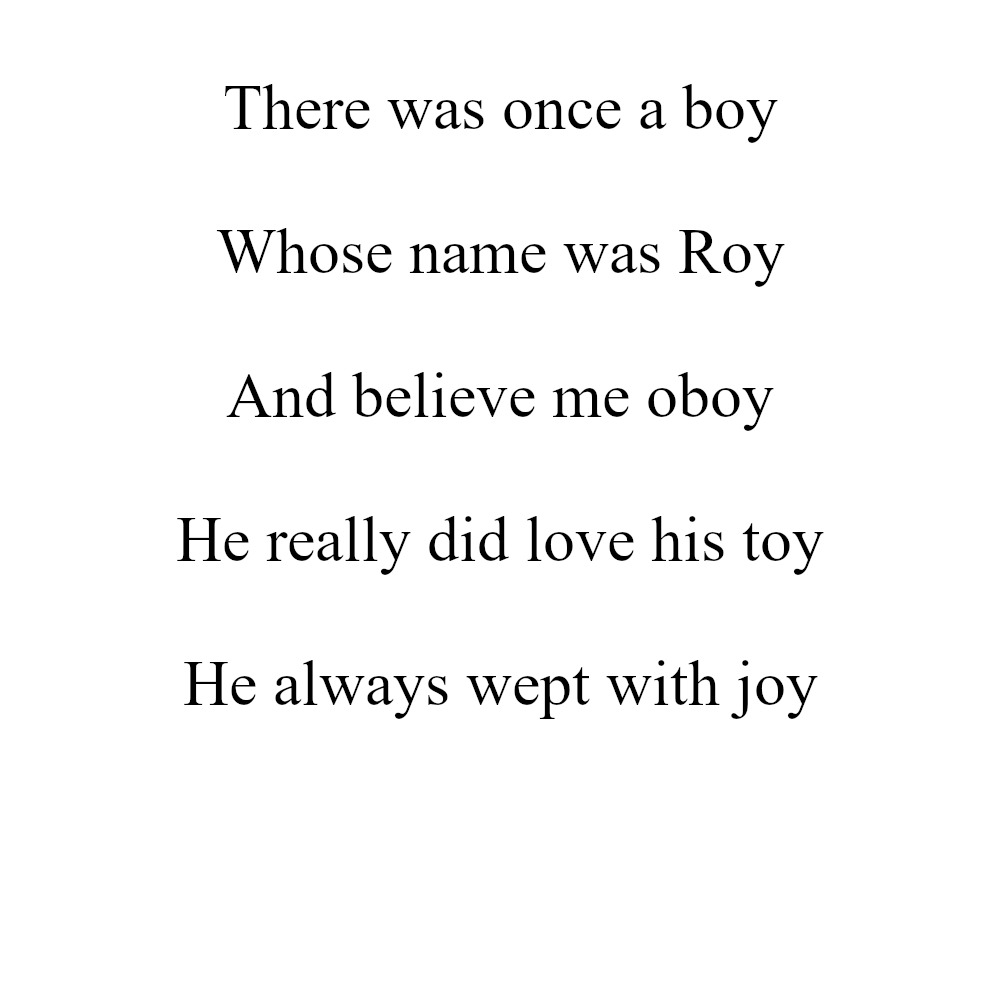 There was once a boy
Whose name was Roy
And believe me oboy
He really did love his toy
He always wept with joy